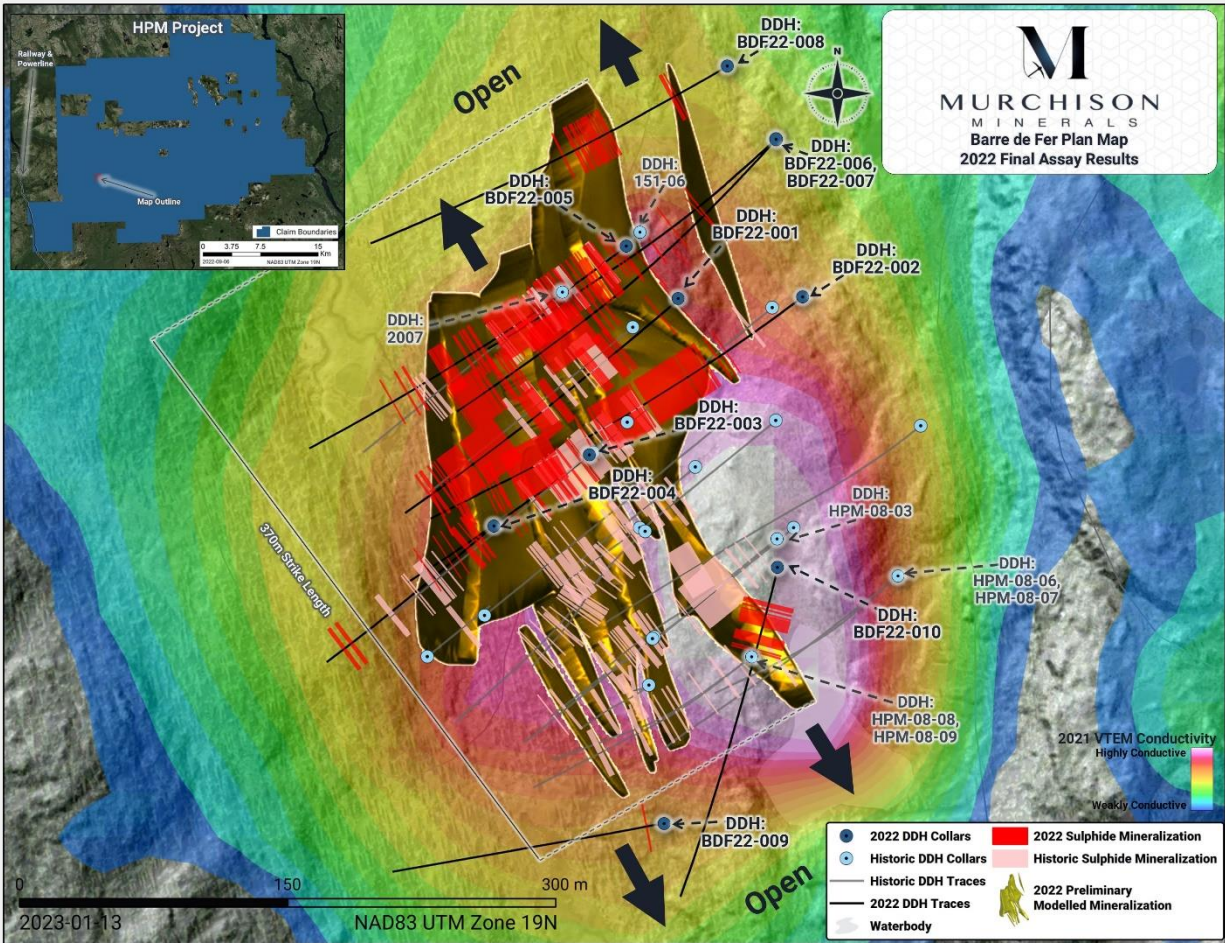 HPM Project
Railway &
Powerline
Map Outline
Claim Boundaries
0 3.75 7.5 15
Km
2022-09-06 NAD83 UTM Zone 19N
MURCHISON
MINERALS
Barre de Fer Plan Map
2022 Final Assay Results
N
Open
DDH:
BDF22-008
DDH:
BDF22-006,
BDF22-007
DDH:
151-06
DDH:
BDF22-005
DDH:
BDF22-001
DDH:
BDF22-002
DDH:
2007
DDH:
BDF22-003
DDH:
BDF22-004
DDH:
HPM-08-03
DDH:
HPM-08-06,
HPM-08-07
370m Strike Length
DDH:
BDF22-010
DDH:
HPM-08-08,
HPM-08-09
DDH:
BDF22-009
Open
2021 VTEM Conductivity
Highly Conductive
Weakly Conductive
2022 DDH Collars
Historic DDH Collars
Historic DDH Traces
2022 DDH Traces
Waterbody
2022 Sulphide Mineralization
Historic Sulphide Mineralization
2022 Preliminary
Modelled Mineralization
0 150 300 m
2023-01-13 NAD83 UTM Zone 19N